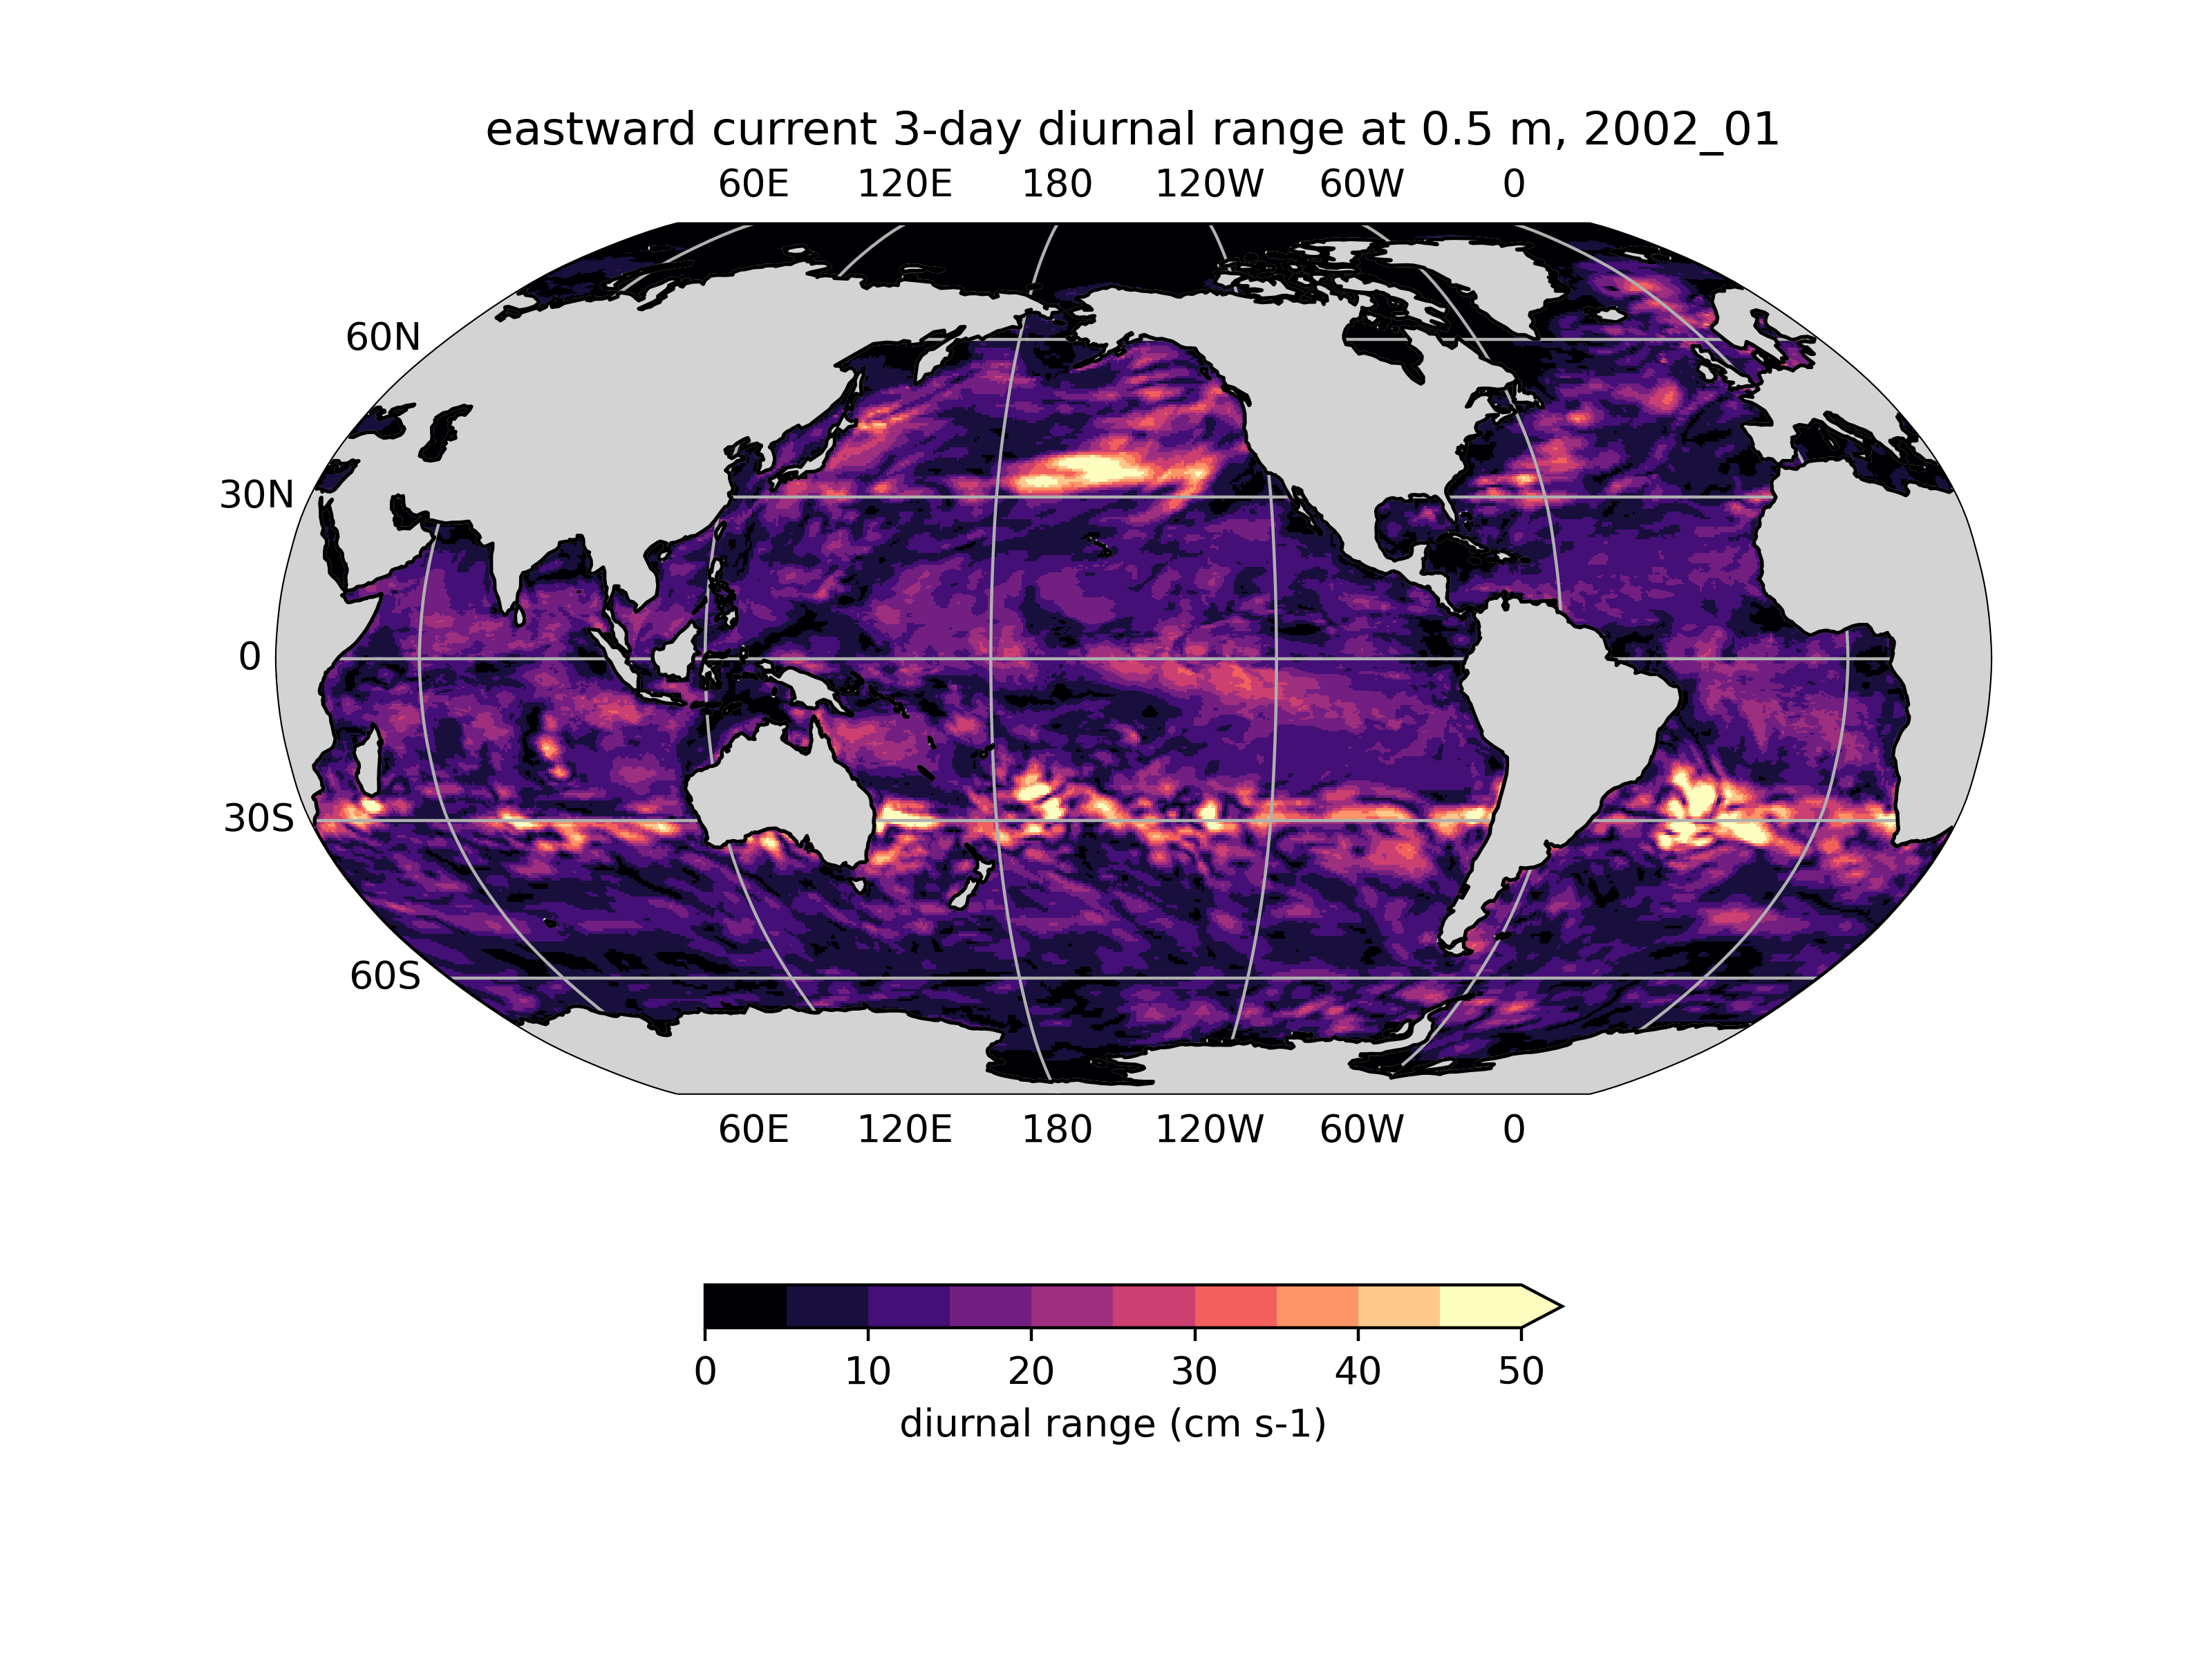 eastward current 3-day diurnal range at 0.5 m, 2002_01
60E 120E 180 120W 60W 0
60N
30N
0
30S
60S
60E 120E 180 120W 60W 0
0 10 20 30 40 50
diurnal range (cm s-1)